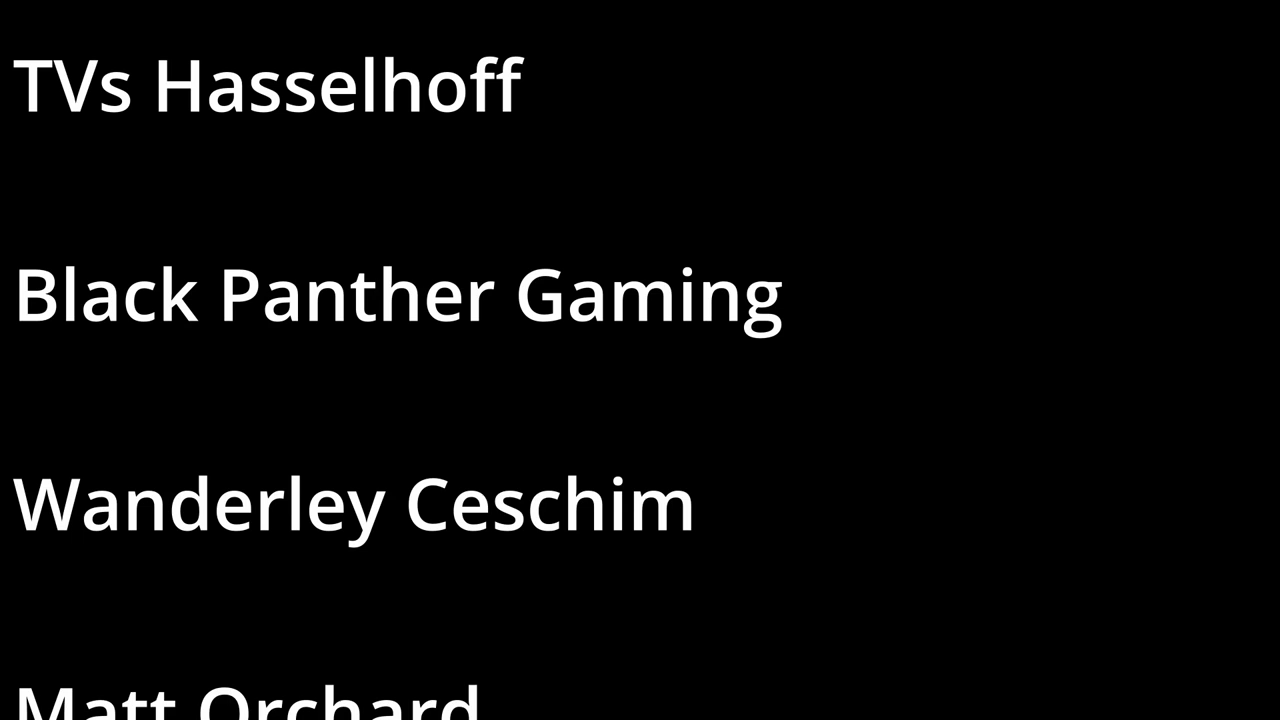 TVs Hasselhoff
Black Panther Gaming
Wanderley Ceschim
Matt Orchard